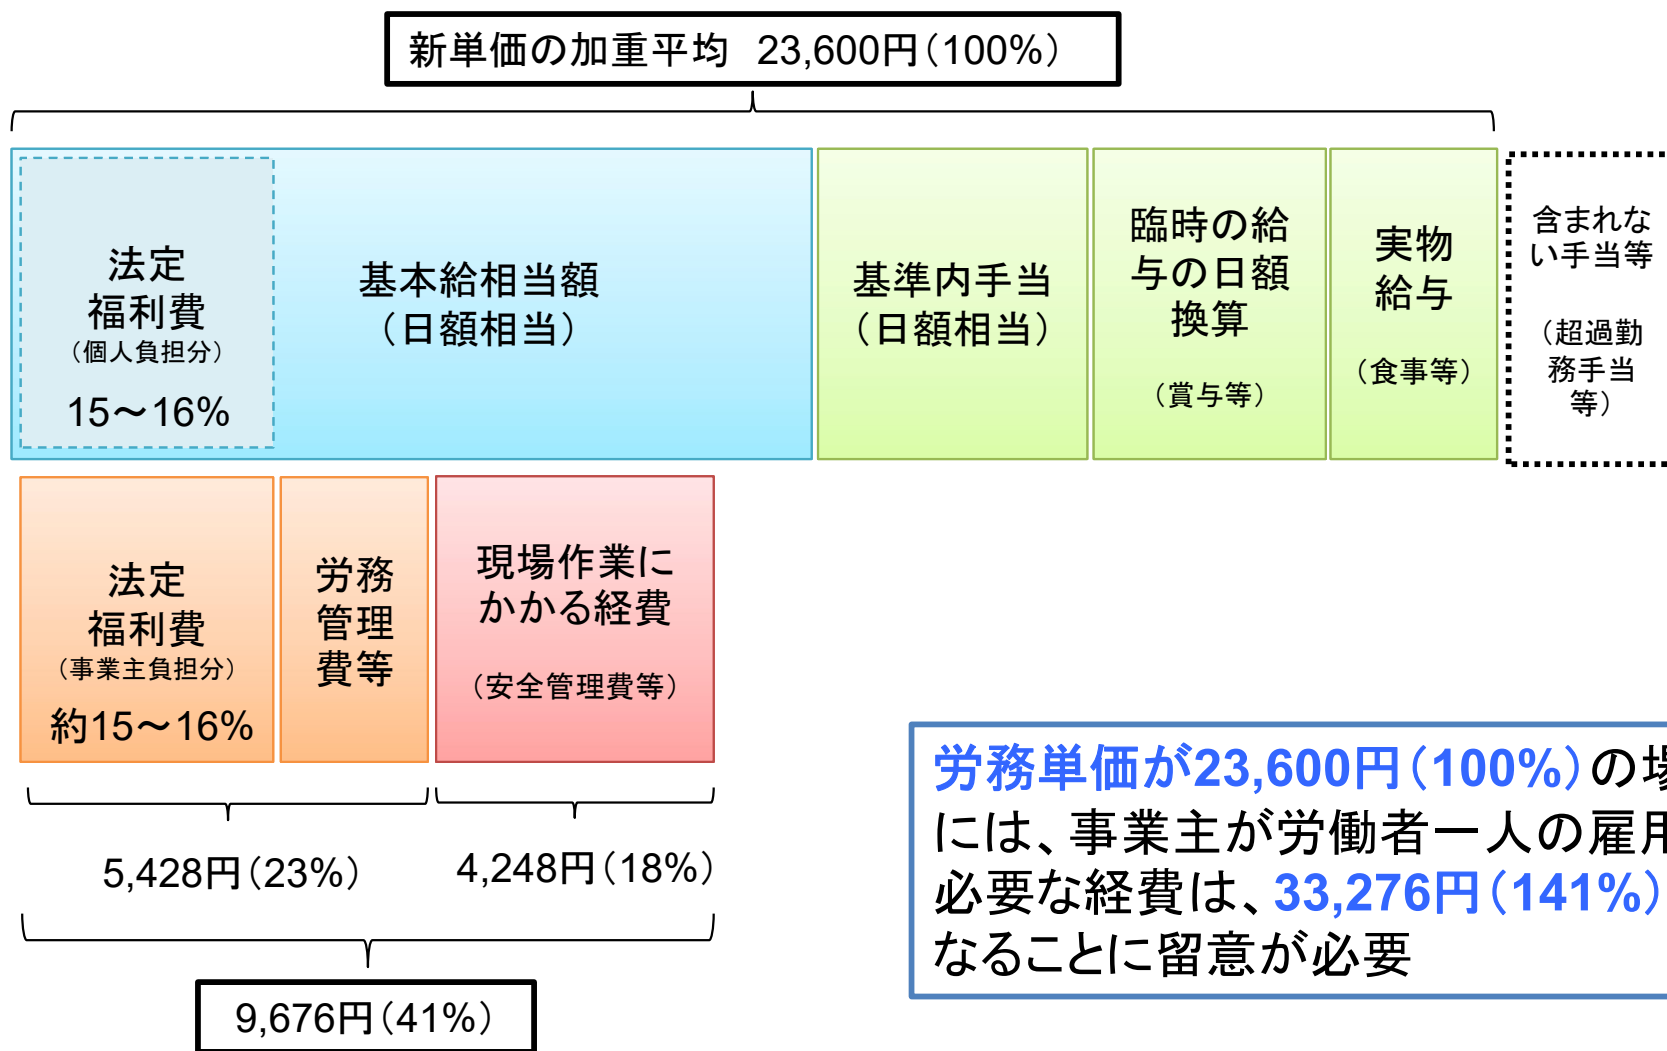 新単価の加重平均　23,600円（100%）
法定
福利費
（個人負担分）
15～16%
基本給相当額
（日額相当）
基準内手当
（日額相当）
臨時の給
与の日額
換算
（賞与等）
実物
給与
（食事等）
含まれな
い手当等
（超過勤
務手当
等）
法定
福利費
（事業主負担分）
約15～16%
労務
管理
費等
現場作業に
かかる経費
（安全管理費等）
5,428円（23%）
4,248円（18%）
9,676円（41%）
労務単価が23,600円（100%）の場
には、事業主が労働者一人の雇用
必要な経費は、33,276円（141%）
なることに留意が必要